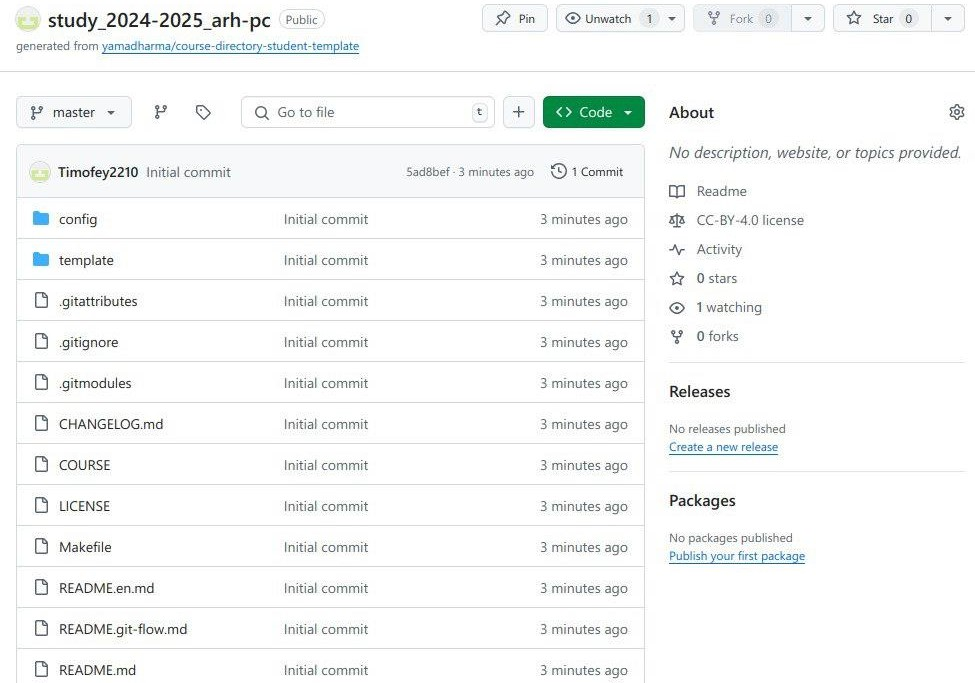 study_2024-2025_arh-pc Public Pin Unwatch 1 Fork 0 Star 0
generated from yamadharma/course-directory-student-template
master Go to file t Code
Timofey2210 Initial commit 5ad8bef · 3 minutes ago 1 Commit
config Initial commit 3 minutes ago
template Initial commit 3 minutes ago
.gitattributes Initial commit 3 minutes ago
.gitignore Initial commit 3 minutes ago
.gitmodules Initial commit 3 minutes ago
CHANGELOG.md Initial commit 3 minutes ago
COURSE Initial commit 3 minutes ago
LICENSE Initial commit 3 minutes ago
Makefile Initial commit 3 minutes ago
README.en.md Initial commit 3 minutes ago
README.git-flow.md Initial commit 3 minutes ago
README.md Initial commit 3 minutes ago
About
No description, website, or topics provided.
Readme
CC-BY-4.0 license
Activity
0 stars
1 watching
0 forks
Releases
No releases published
Create a new release
Packages
No packages published
Publish your first package